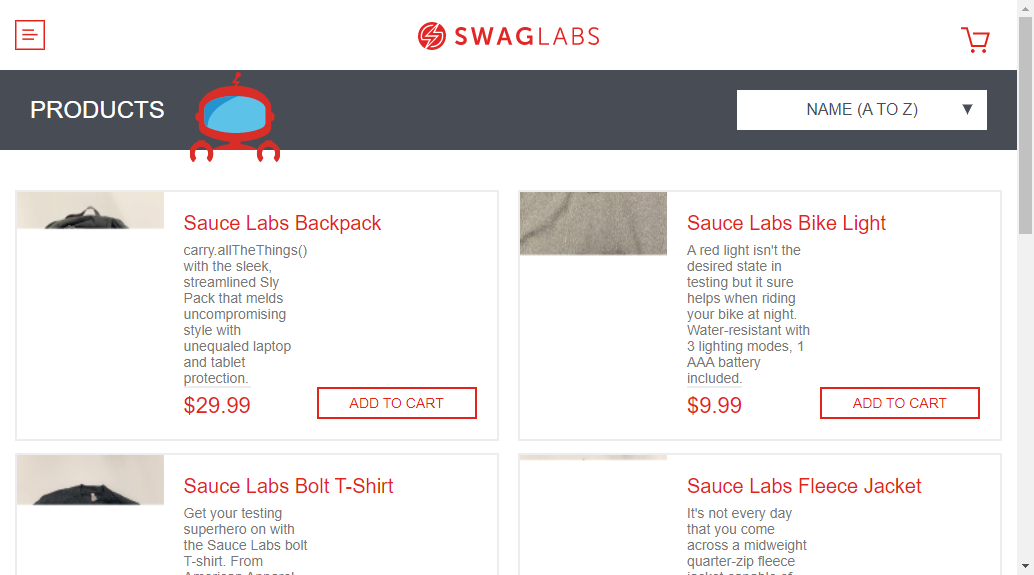 SWAGLABS
PRODUCTS
NAME (A TO Z)
Sauce Labs Backpack
carry.allTheThings()
with the sleek,
streamlined Sly
Pack that melds
uncompromising
style with
unequaled laptop
and tablet
protection.
$29.99
ADD TO CART
Sauce Labs Bike Light
A red light isn't the
desired state in
testing but it sure
helps when riding
your bike at night.
Water-resistant with
3 lighting modes, 1
AAA battery
included.
$9.99
ADD TO CART
Sauce Labs Bolt T-Shirt
Get your testing
superhero on with
the Sauce Labs bolt
T-shirt. From
American Apparel
Sauce Labs Fleece Jacket
It's not every day
that you come
across a midweight
quarter-zip fleece
jacket capable of